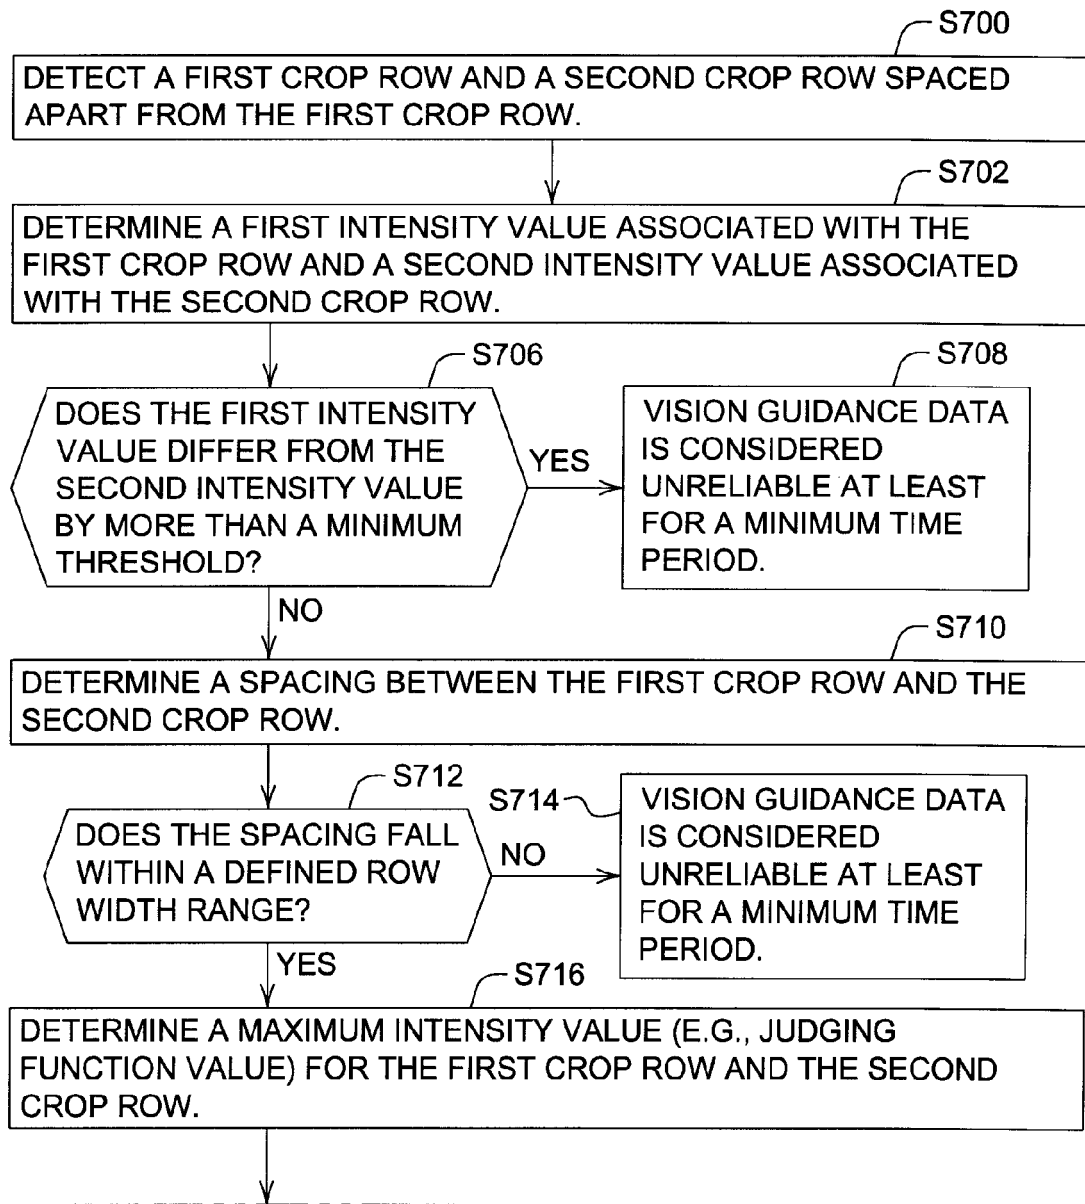 S700
DETECT A FIRST CROP ROW AND A SECOND CROP ROW SPACED
APART FROM THE FIRST CROP ROW.
S702
DETERMINE A FIRST INTENSITY VALUE ASSOCIATED WITH THE
FIRST CROP ROW AND A SECOND INTENSITY VALUE ASSOCIATED
WITH THE SECOND CROP ROW.
S706
DOES THE FIRST INTENSITY
VALUE DIFFER FROM THE
SECOND INTENSITY VALUE
BY MORE THAN A MINIMUM
THRESHOLD?
YES
S708
VISION GUIDANCE DATA
IS CONSIDERED
UNRELIABLE AT LEAST
FOR A MINIMUM TIME
PERIOD.
NO
S710
DETERMINE A SPACING BETWEEN THE FIRST CROP ROW AND THE
SECOND CROP ROW.
S712
DOES THE SPACING FALL
WITHIN A DEFINED ROW
WIDTH RANGE?
NO
S714
VISION GUIDANCE DATA
IS CONSIDERED
UNRELIABLE AT LEAST
FOR A MINIMUM TIME
PERIOD.
YES
S716
DETERMINE A MAXIMUM INTENSITY VALUE (E.G., JUDGING
FUNCTION VALUE) FOR THE FIRST CROP ROW AND THE SECOND
CROP ROW.